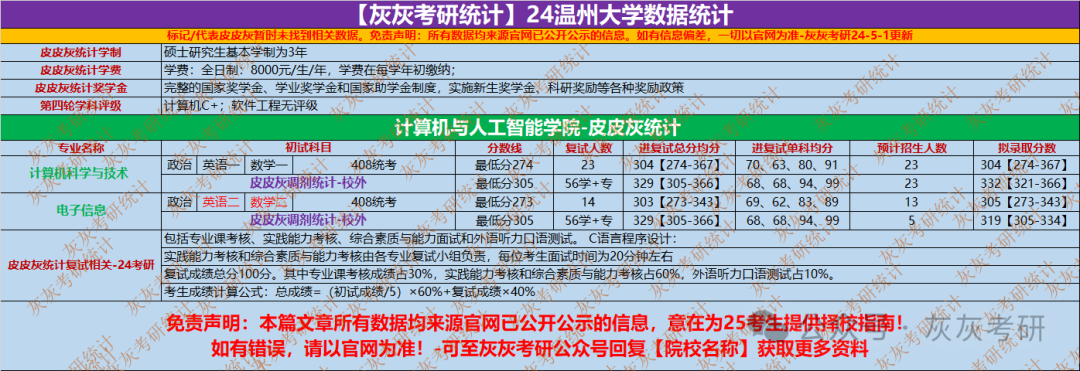 【灰灰考研统计】24温州大学数据统计
标记/代表皮皮灰暂时未找到相关数据。免责声明：所有数据均来源官网已公开公示的信息。如有信息偏差，一切以官网为准-灰灰考研24-5-1更新
皮皮灰统计学制 硕士研究生基本学制为3年
皮皮灰统计学费 学费：全日制：8000元/生/年，学费在每学年初缴纳；
皮皮灰统计奖学金 完整的国家奖学金、学业奖学金和国家助学金制度，实施新生奖学金、科研奖励等各种奖励政策
第四轮学科评级 计算机C+；软件工程无评级
计算机与人工智能学院-皮皮灰统计
专业名称 初试科目 分数线 复试人数 进复试总分均分 进复试单科均分 预计招生人数 拟录取分数
计算机科学与技术 政治 英语一 数学一 408统考 最低分274 23 304【274-367】 70、63、80、91 23 304【274-367】
皮皮灰调剂统计-校外 最低分305 56学+专 329【305-366】 68、68、94、99 23 332【321-366】
电子信息 政治 英语二 数学二 408统考 最低分273 14 303【273-343】 69、62、83、89 13 305【273-343】
皮皮灰调剂统计-校外 最低分305 56学+专 329【305-366】 68、68、94、99 5 319【305-334】
皮皮灰统计复试相关-24考研
包括专业课考核、实践能力考核、综合素质与能力面试和外语听力口语测试。 C语言程序设计：
实践能力考核和综合素质与能力考核由各专业复试小组负责，每位考生面试时间为20分钟左右
复试成绩总分100分。其中专业课考核成绩占30%，实践能力考核和综合素质与能力考核占60%，外语听力口语测试占10%。
考生成绩计算公式：总成绩=（初试成绩/5）×60%+复试成绩×40%
免责声明：本篇文章所有数据均来源官网已公开公示的信息，意在为25考生提供择校指南！
如有错误，请以官网为准！-可至灰灰考研公众号回复【院校名称】获取更多资料
公众号 · 灰灰考研